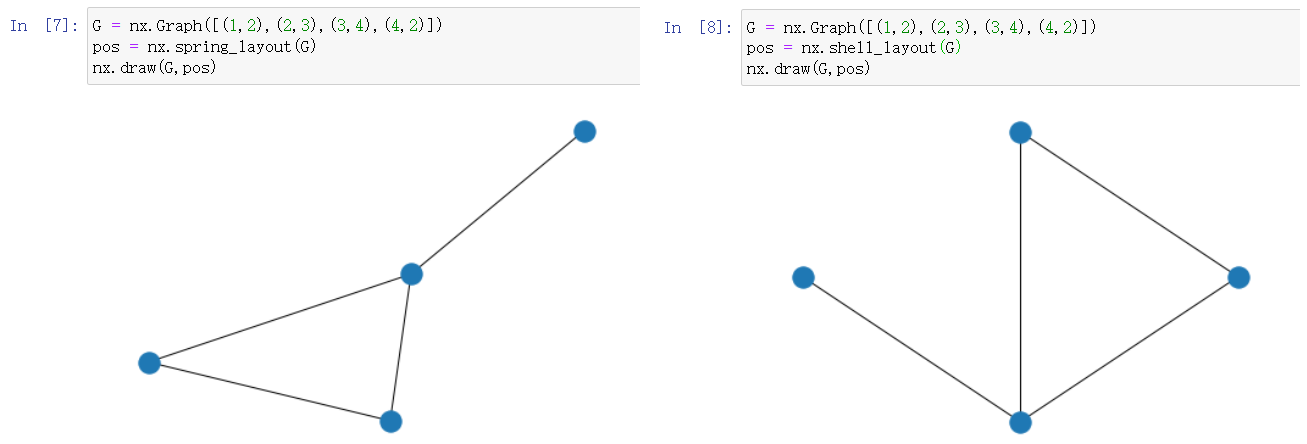 In [7]: G = nx.Graph([(1,2),(2,3),(3,4),(4,2)])
pos = nx.spring_layout(G)
nx.draw(G,pos)
In [8]: G = nx.Graph([(1,2),(2,3),(3,4),(4,2)])
pos = nx.shell_layout(G)
nx.draw(G,pos)